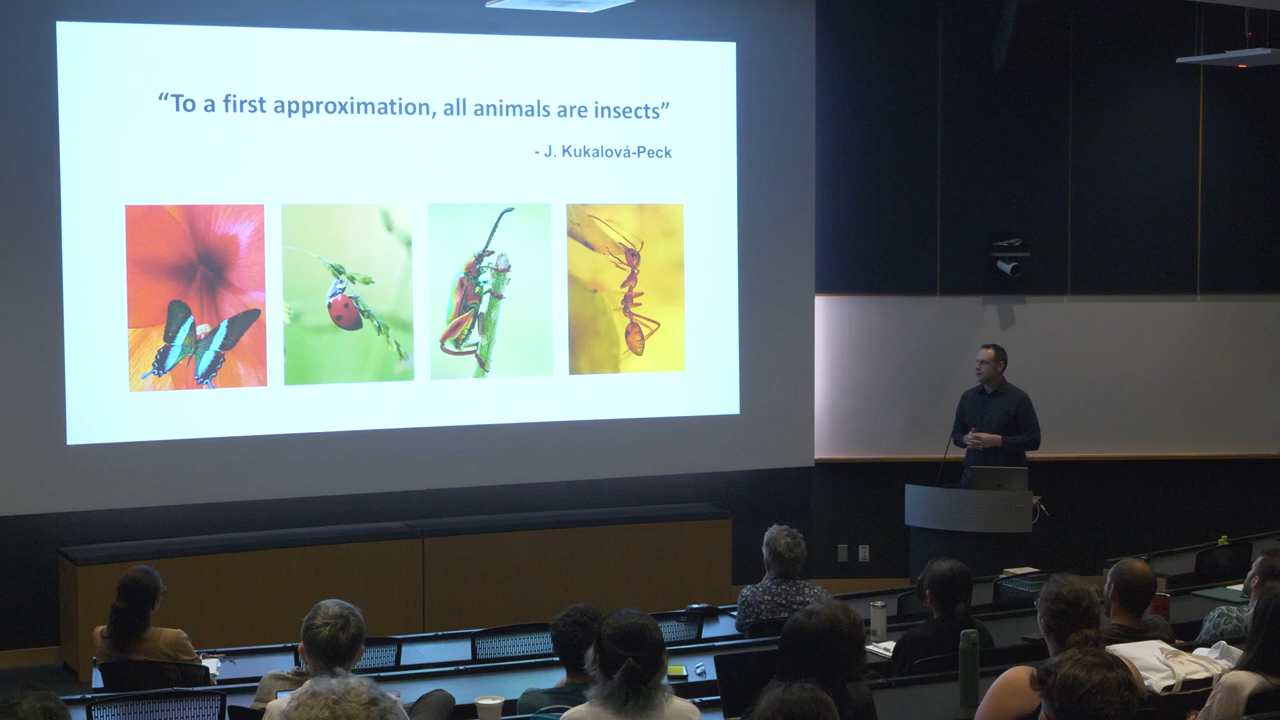 “To a first approximation, all animals are insects”
- J. Kukalová-Peck